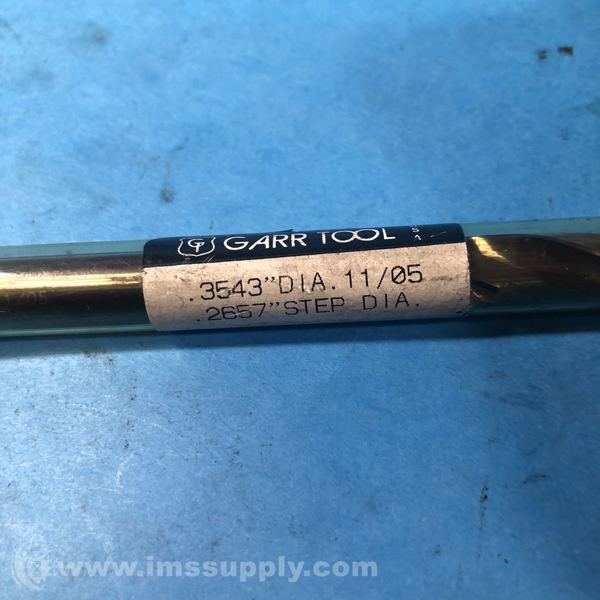 GARR TOOL
.3543"DIA. 11/05
.2657"STEP DIA.
www.imssupply.com